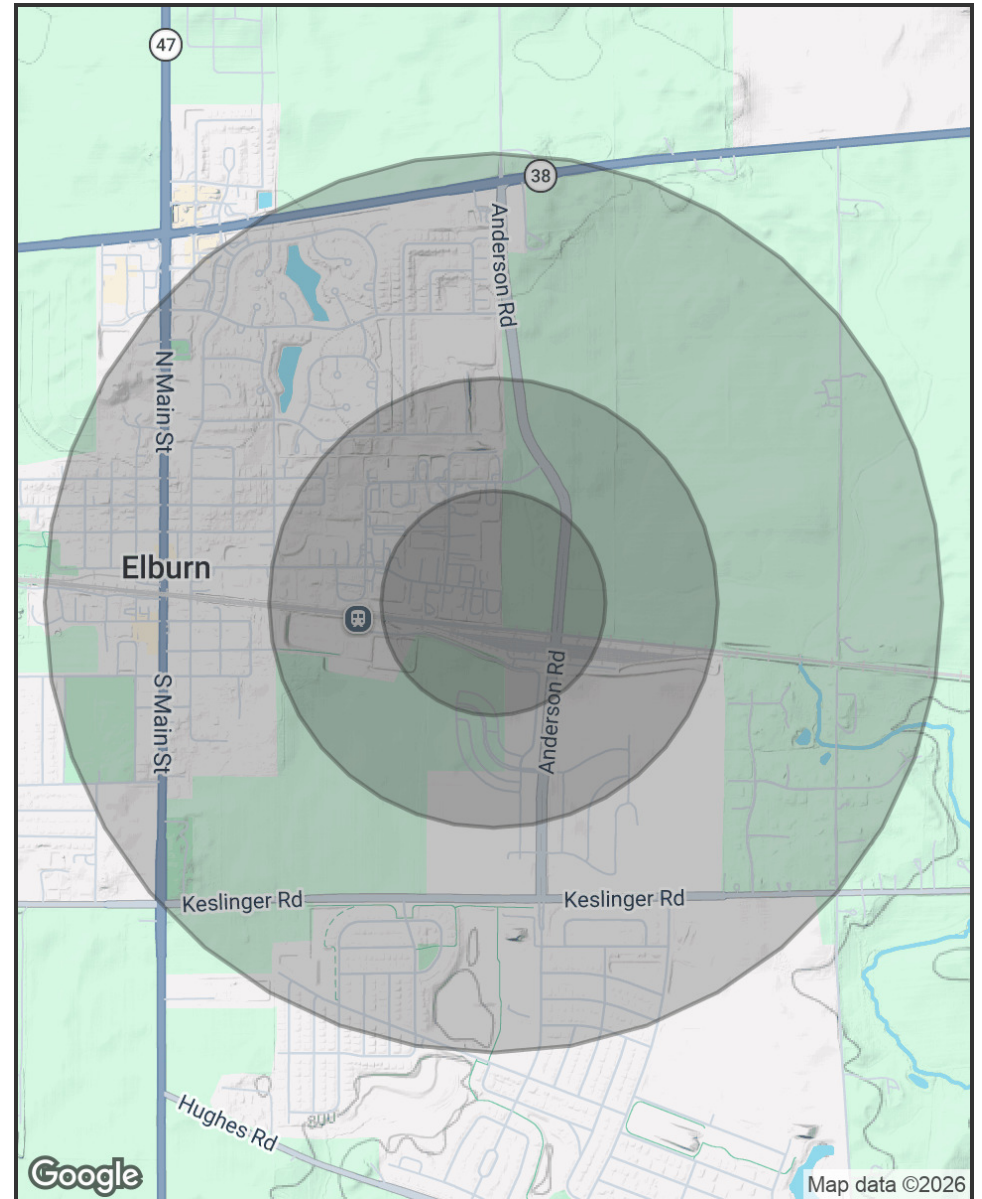 47
38
Anderson Rd
N Main St
Elburn
S Main St
Anderson Rd
Keslinger Rd
Keslinger Rd
Hughes Rd
800
Google
Map data ©2026